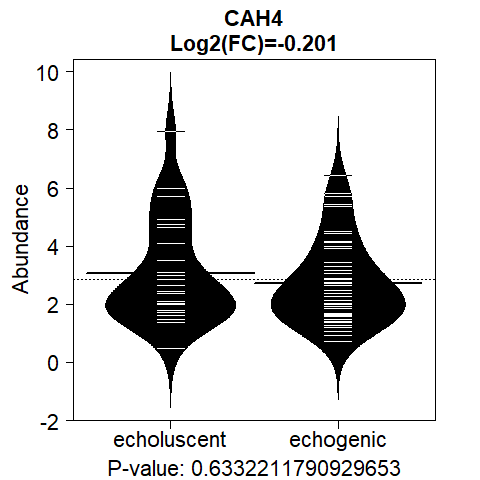 CAH4
Log2(FC)=-0.201
10
8
6
4
2
0
-2
Abundance
echoluscent echogenic
P-value: 0.6332211790929653